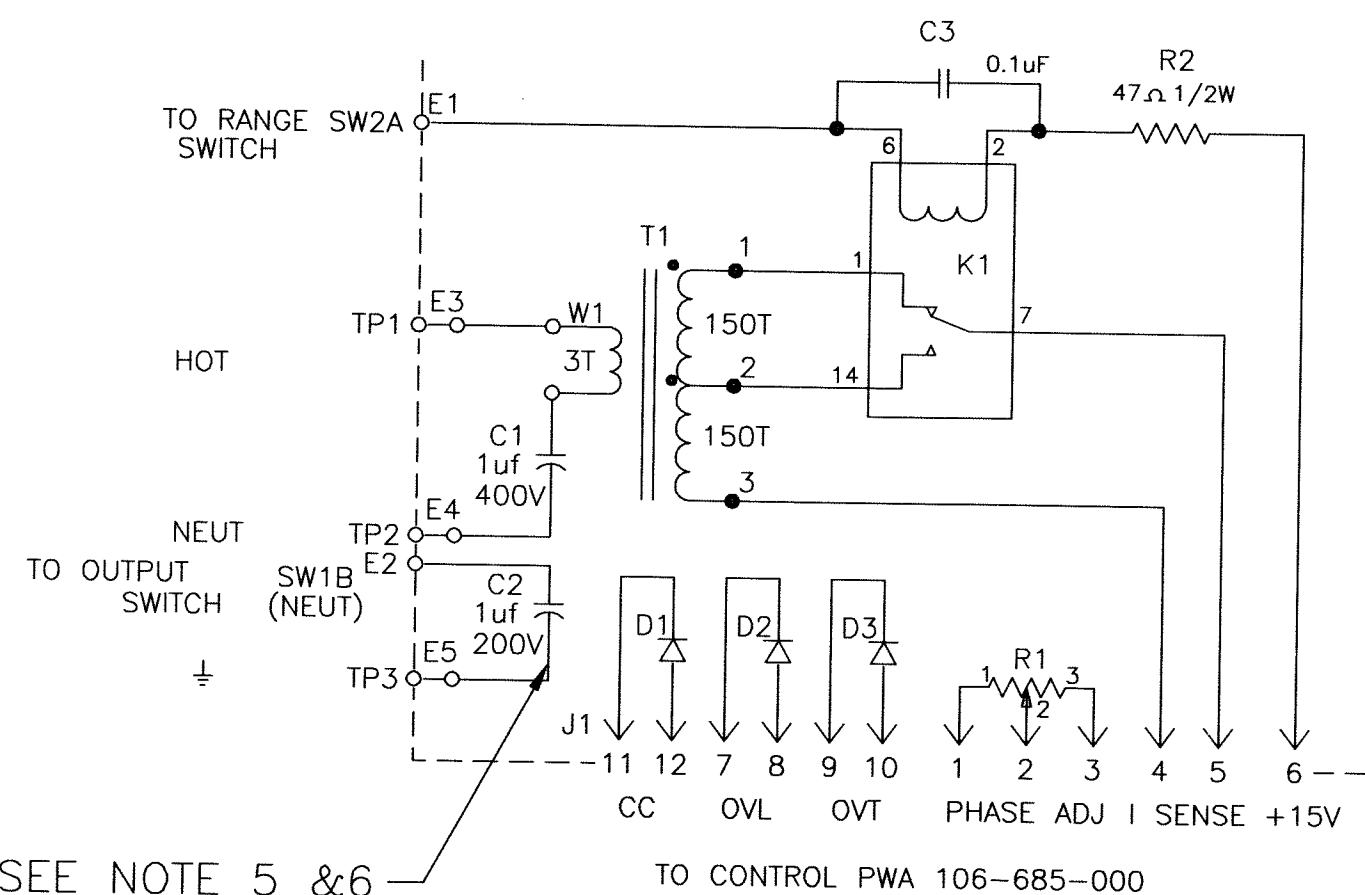 C3
0.1uF
R2
47Ω 1/2W
E1
TO RANGE SW2A
SWITCH
6
2
T1
1
1
K1
E3
TP1
W1
150T
7
HOT
3T
2
14
C1
1uf
400V
150T
3
E4
NEUT
TP2
E2
TO OUTPUT
SWITCH
SW1B
(NEUT)
C2
1uf
200V
D1
D2
D3
E5
TP3
R1
1
3
2
J1
11 12 7 8 9 10 1 2 3 4 5 6
CC OVL OVT PHASE ADJ I SENSE +15V
SEE NOTE 5 &6
TO CONTROL PWA 106-685-000